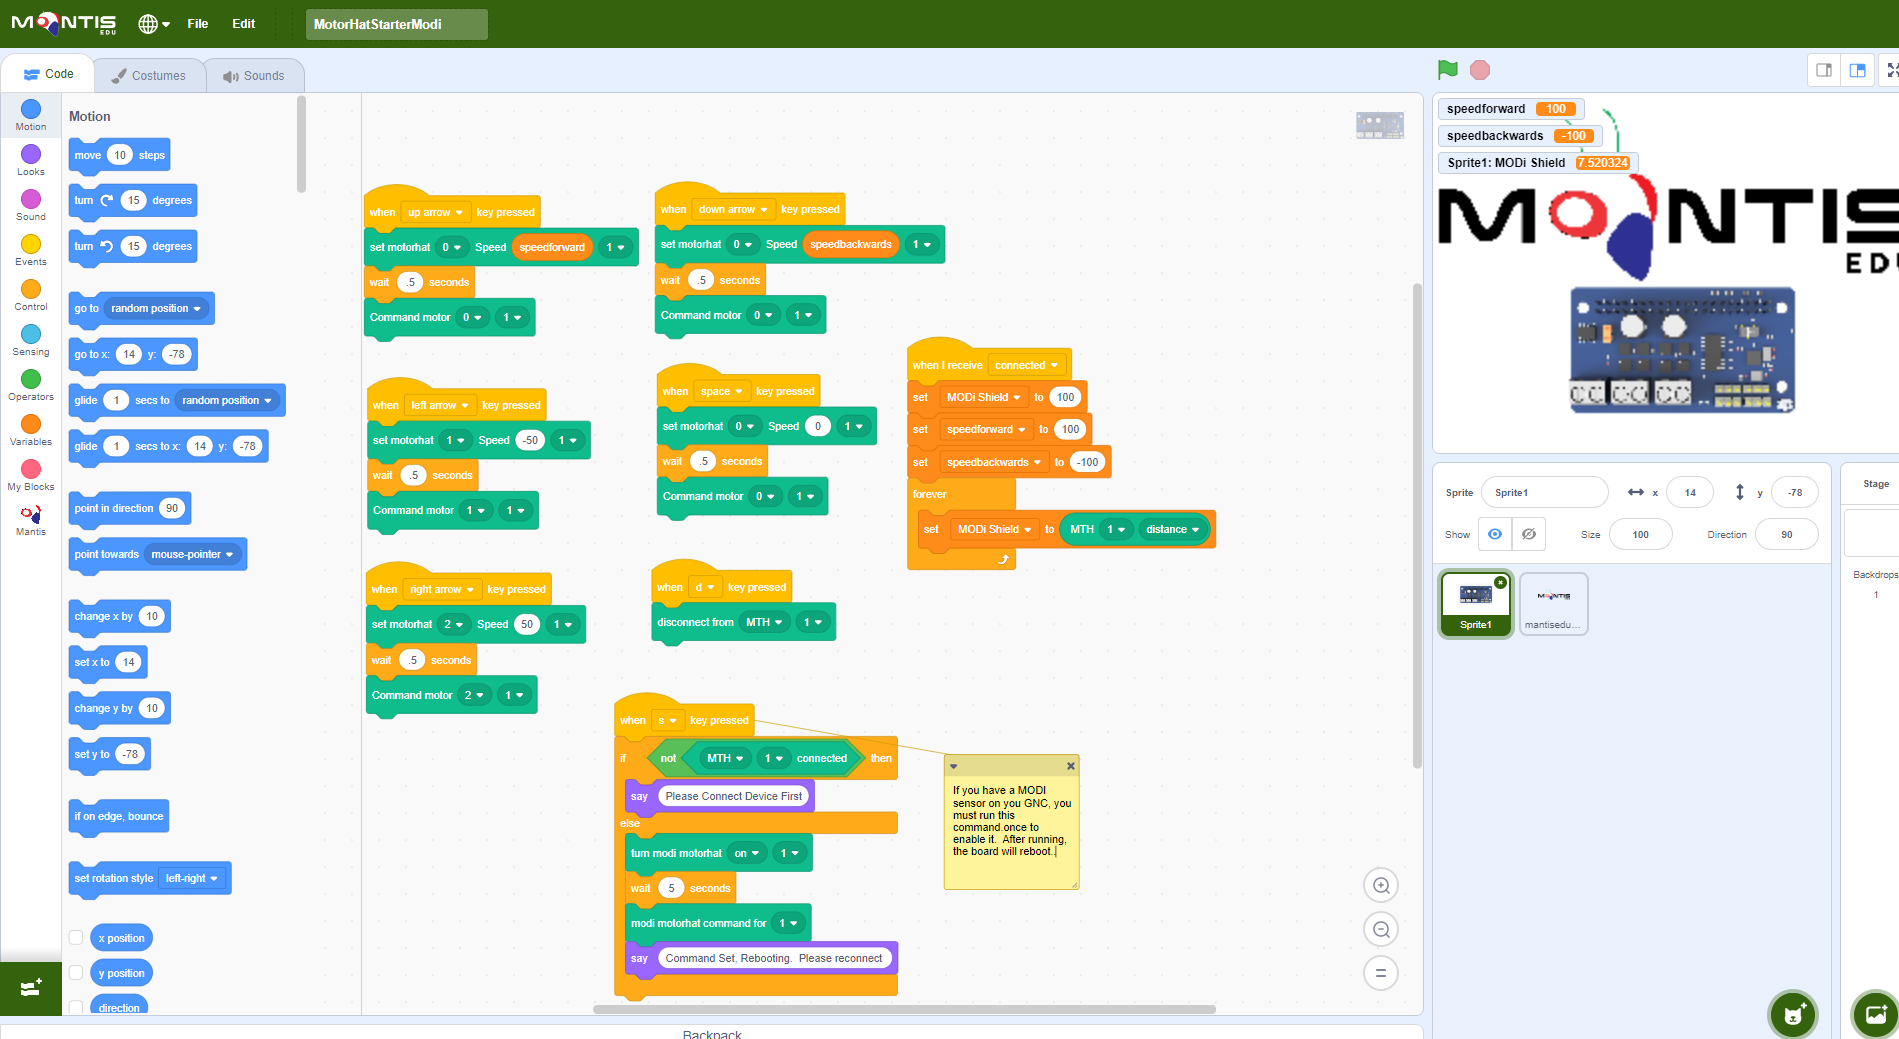 MANTIS
EDU
File
Edit
MotorHatStarterModi
Code
Costumes
Sounds
Motion
Looks
Sound
Events
Control
Sensing
Operators
Variables
My Blocks
Mantis
Motion
move 10 steps
turn 15 degrees
turn 15 degrees
go to random position
go to x: 14 y: -78
glide 1 secs to random position
glide 1 secs to x: 14 y: -78
point in direction 90
point towards mouse-pointer
change x by 10
set x to 14
change y by 10
set y to -78
if on edge, bounce
set rotation style left-right
x position
y position
direction
when up arrow key pressed
set motorhat 0 Speed speedforward 1
wait .5 seconds
Command motor 0 1
when down arrow key pressed
set motorhat 0 Speed speedbackwards 1
wait .5 seconds
Command motor 0 1
when left arrow key pressed
set motorhat 1 Speed -50 1
wait .5 seconds
Command motor 1 1
when space key pressed
set motorhat 0 Speed 0 1
wait .5 seconds
Command motor 0 1
when I receive connected
set MODi Shield to 100
set speedforward to 100
set speedbackwards to -100
forever
set MODi Shield to MTH 1 distance
when right arrow key pressed
set motorhat 2 Speed 50 1
wait .5 seconds
Command motor 2 1
when d key pressed
disconnect from MTH 1
when s key pressed
if not MTH 1 connected then
say Please Connect Device First
else
turn modi motorhat on 1
wait 5 seconds
modi motorhat command for 1
say Command Set, Rebooting.  Please reconnect
If you have a MODI
sensor on you GNC, you
must run this
command.once to
enable it.  After running,
the board will reboot.
Backpack
speedforward 100
speedbackwards -100
Sprite1: MODi Shield 7.520324
MANTIS
EDU
Sprite Sprite1 x 14 y -78
Show Size 100 Direction 90
Sprite1
MANTIS
mantisedu...
Stage
Backdrops
1